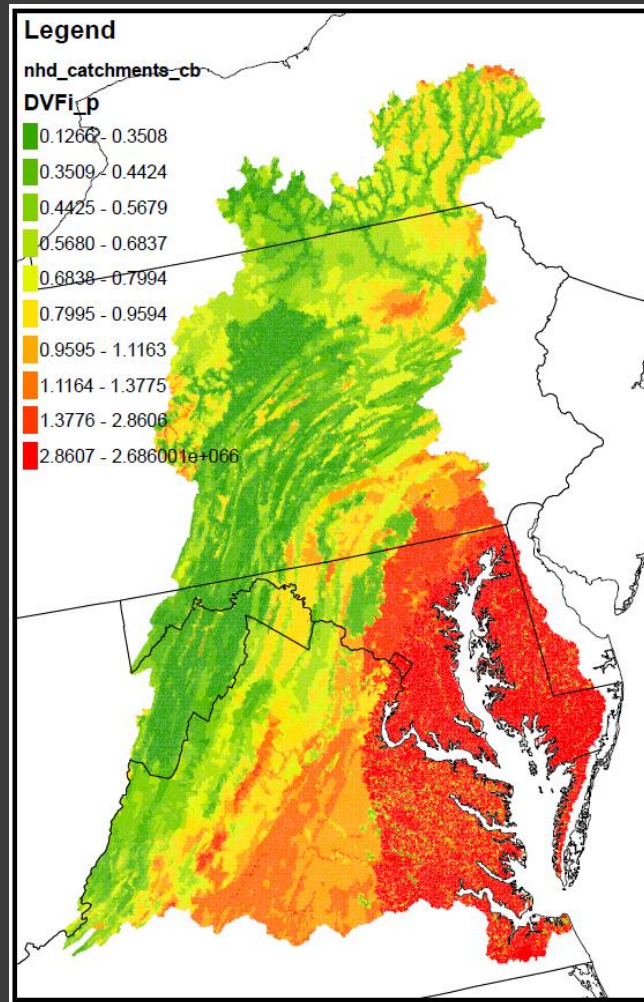 Legend
nhd_catchments_cb
DVFi_p
0.1266 - 0.3508
0.3509 - 0.4424
0.4425 - 0.5679
0.5680 - 0.6837
0.6838 - 0.7994
0.7995 - 0.9594
0.9595 - 1.1163
1.1164 - 1.3775
1.3776 - 2.8606
2.8607 - 2.686001e+066